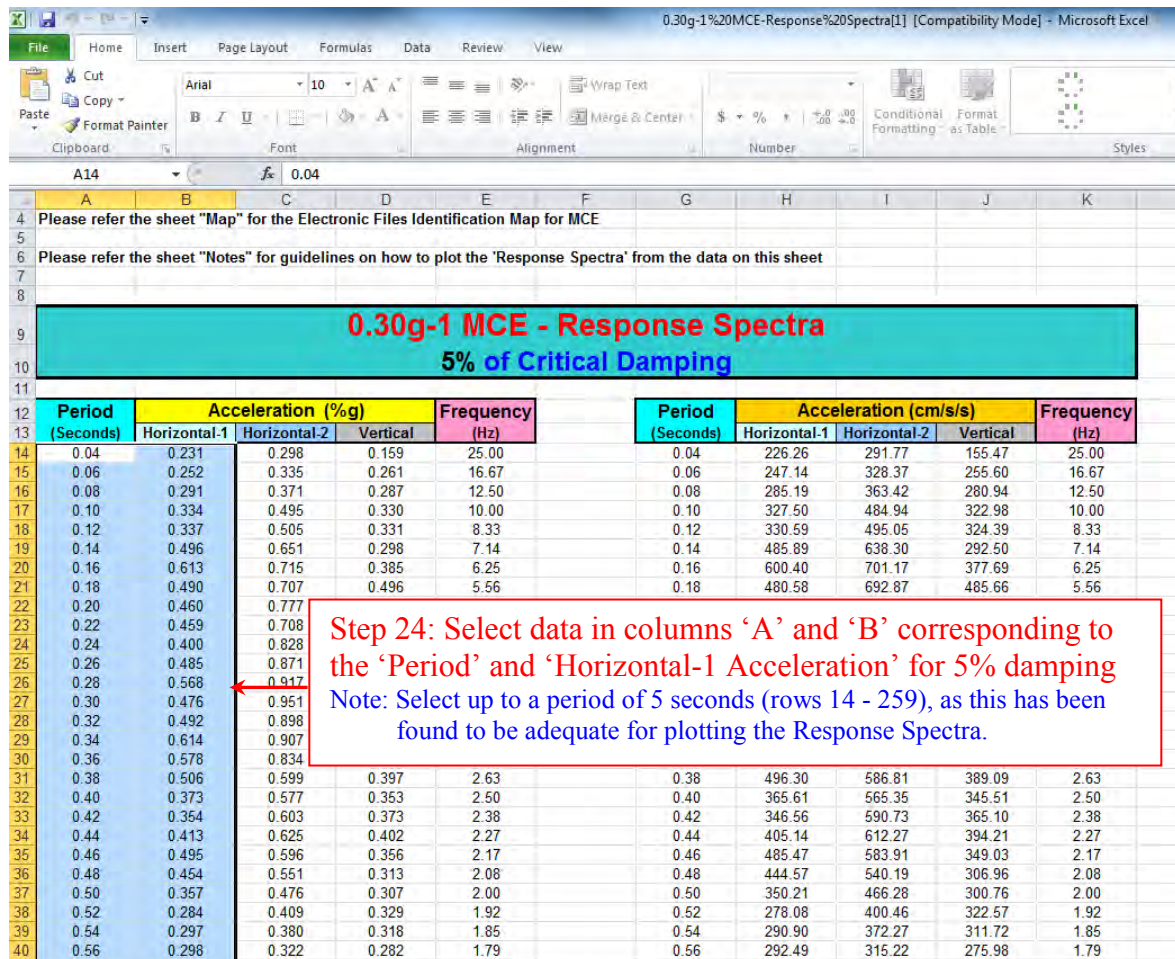 0.30g-1%20MCE-Response%20Spectra[1] [Compatibility Mode] - Microsoft Excel
File Home Insert Page Layout Formulas Data Review View
Paste
Cut
Copy
Format Painter
Clipboard
Arial 10 A A
B I U A
Font
Wrap Text
Merge & Center
Alignment
$ % , .0 .00 .00 .0
Number
Conditional Formatting
Format as Table
Styles
A14 fx 0.04
A B C D E F G H I J K
4 Please refer the sheet "Map" for the Electronic Files Identification Map for MCE
5
6 Please refer the sheet "Notes" for guidelines on how to plot the 'Response Spectra' from the data on this sheet
7
8
9 0.30g-1 MCE - Response Spectra
10 5% of Critical Damping
11
12 Period Acceleration (%g) Frequency Period Acceleration (cm/s/s) Frequency
13 (Seconds) Horizontal-1 Horizontal-2 Vertical (Hz) (Seconds) Horizontal-1 Horizontal-2 Vertical (Hz)
14 0.04 0.231 0.298 0.159 25.00 0.04 226.26 291.77 155.47 25.00
15 0.06 0.252 0.335 0.261 16.67 0.06 247.14 328.37 255.60 16.67
16 0.08 0.291 0.371 0.287 12.50 0.08 285.19 363.42 280.94 12.50
17 0.10 0.334 0.495 0.330 10.00 0.10 327.50 484.94 322.98 10.00
18 0.12 0.337 0.505 0.331 8.33 0.12 330.59 495.05 324.39 8.33
19 0.14 0.496 0.651 0.298 7.14 0.14 485.89 638.30 292.50 7.14
20 0.16 0.613 0.715 0.385 6.25 0.16 600.40 701.17 377.69 6.25
21 0.18 0.490 0.707 0.496 5.56 0.18 480.58 692.87 485.66 5.56
22 0.20 0.460 0.777
23 0.22 0.459 0.708
24 0.24 0.400 0.828
25 0.26 0.485 0.871
26 0.28 0.568 0.917
27 0.30 0.476 0.951
28 0.32 0.492 0.898
29 0.34 0.614 0.907
30 0.36 0.578 0.834
Step 24: Select data in columns ‘A’ and ‘B’ corresponding to
the ‘Period’ and ‘Horizontal-1 Acceleration’ for 5% damping
Note: Select up to a period of 5 seconds (rows 14 - 259), as this has been
found to be adequate for plotting the Response Spectra.
31 0.38 0.506 0.599 0.397 2.63 0.38 496.30 586.81 389.09 2.63
32 0.40 0.373 0.577 0.353 2.50 0.40 365.61 565.35 345.51 2.50
33 0.42 0.354 0.603 0.373 2.38 0.42 346.56 590.73 365.10 2.38
34 0.44 0.413 0.625 0.402 2.27 0.44 405.14 612.27 394.21 2.27
35 0.46 0.495 0.596 0.356 2.17 0.46 485.47 583.91 349.03 2.17
36 0.48 0.454 0.551 0.313 2.08 0.48 444.57 540.19 306.96 2.08
37 0.50 0.357 0.476 0.307 2.00 0.50 350.21 466.28 300.76 2.00
38 0.52 0.284 0.409 0.329 1.92 0.52 278.08 400.46 322.57 1.92
39 0.54 0.297 0.380 0.318 1.85 0.54 290.90 372.27 311.72 1.85
40 0.56 0.298 0.322 0.282 1.79 0.56 292.49 315.22 275.98 1.79